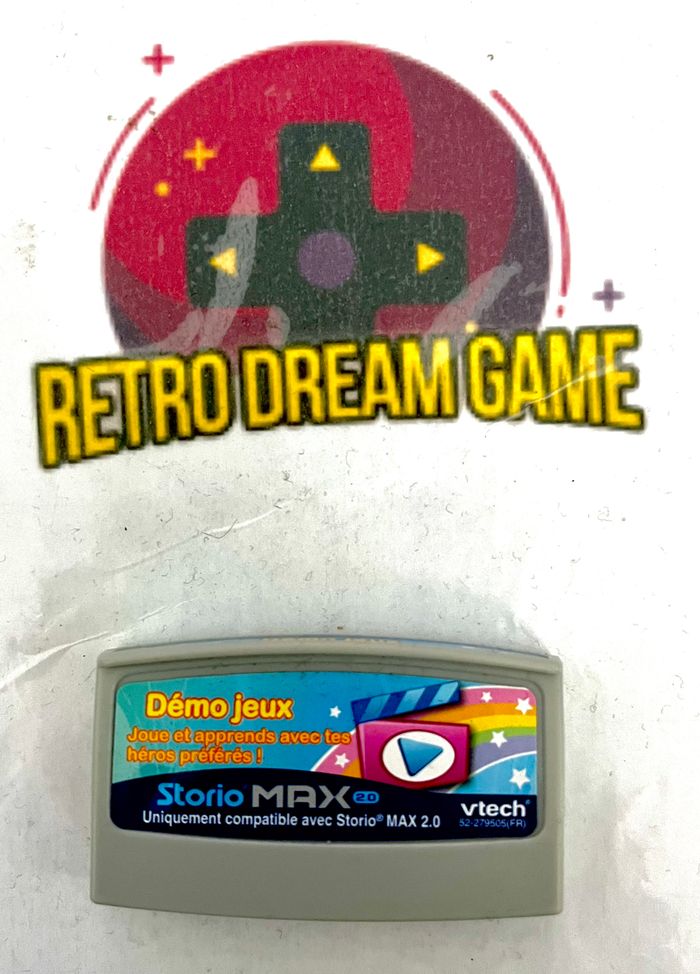 RETRO DREAM GAME
Démo jeux
Joue et apprends avec tes
héros préférés !
Storio MAX 2.0
Uniquement compatible avec Storio® MAX 2.0
vtech®
52-279505(FR)